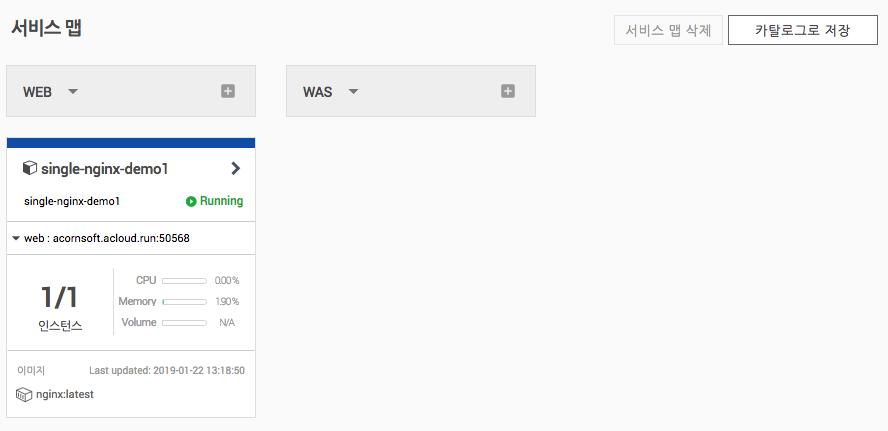 서비스 맵
서비스 맵 삭제
카탈로그로 저장
WEB
WAS
single-nginx-demo1
single-nginx-demo1
Running
web : acornsoft.acloud.run:50568
1/1
인스턴스
CPU 0.00%
Memory 1.90%
Volume N/A
이미지
Last updated: 2019-01-22 13:18:50
nginx:latest